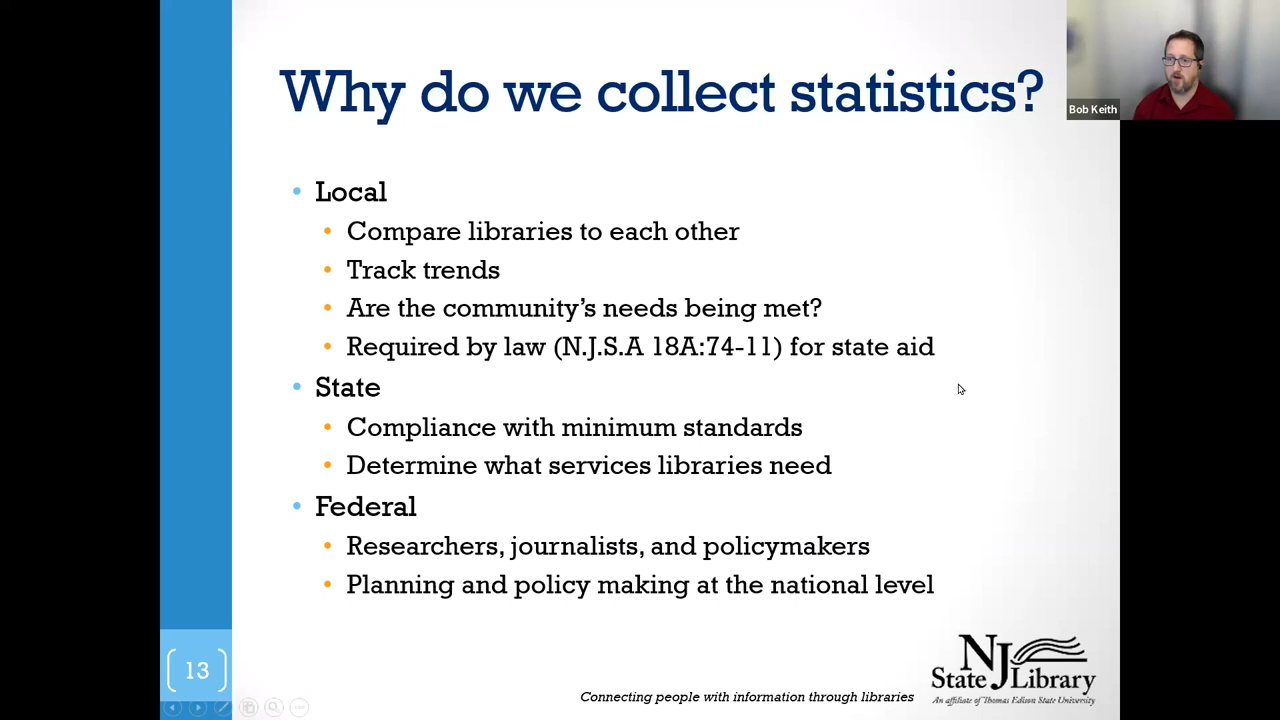 Why do we collect statistics?
Bob Keith
• Local
• Compare libraries to each other
• Track trends
• Are the community’s needs being met?
• Required by law (N.J.S.A 18A:74-11) for state aid
• State
• Compliance with minimum standards
• Determine what services libraries need
• Federal
• Researchers, journalists, and policymakers
• Planning and policy making at the national level
13
Connecting people with information through libraries
NJ
State Library
An affiliate of Thomas Edison State University